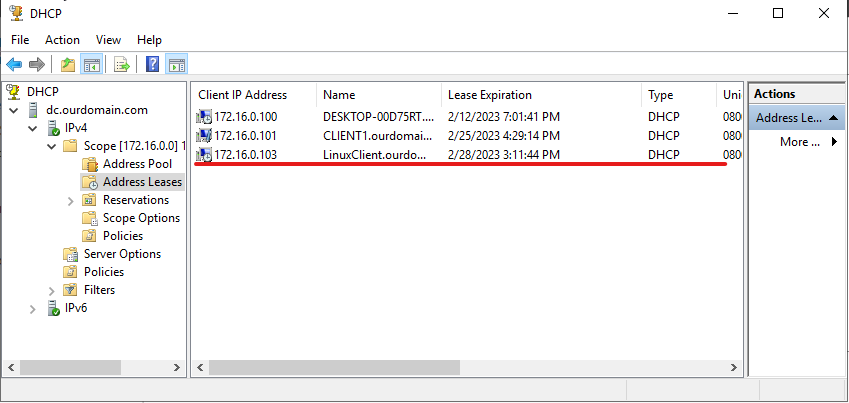 DHCP
File Action View Help
DHCP
dc.ourdomain.com
IPv4
Scope [172.16.0.0] 1
Address Pool
Address Leases
Reservations
Scope Options
Policies
Server Options
Policies
Filters
IPv6
Client IP Address Name Lease Expiration Type Uni
172.16.0.100 DESKTOP-00D75RT.... 2/12/2023 7:01:41 PM DHCP 080
172.16.0.101 CLIENT1.ourdomai... 2/25/2023 4:29:14 PM DHCP 080
172.16.0.103 LinuxClient.ourdo... 2/28/2023 3:11:44 PM DHCP 080
Actions
Address Le...
More ...